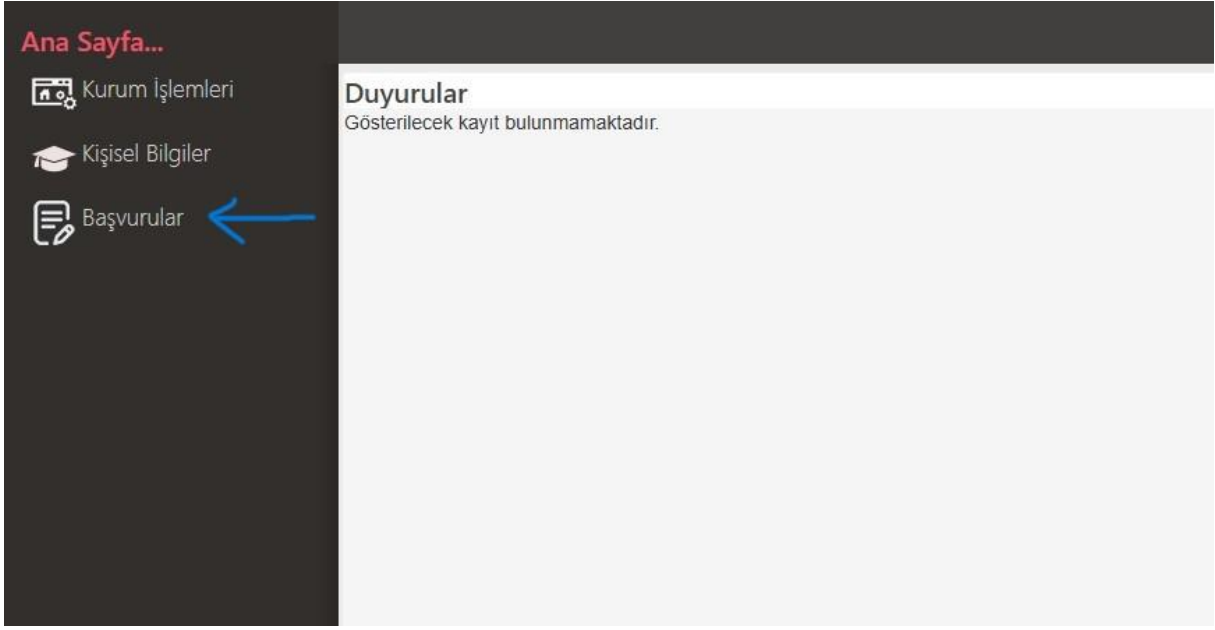 Ana Sayfa...
Kurum İşlemleri
Kişisel Bilgiler
Başvurular
Duyurular
Gösterilecek kayıt bulunmamaktadır.